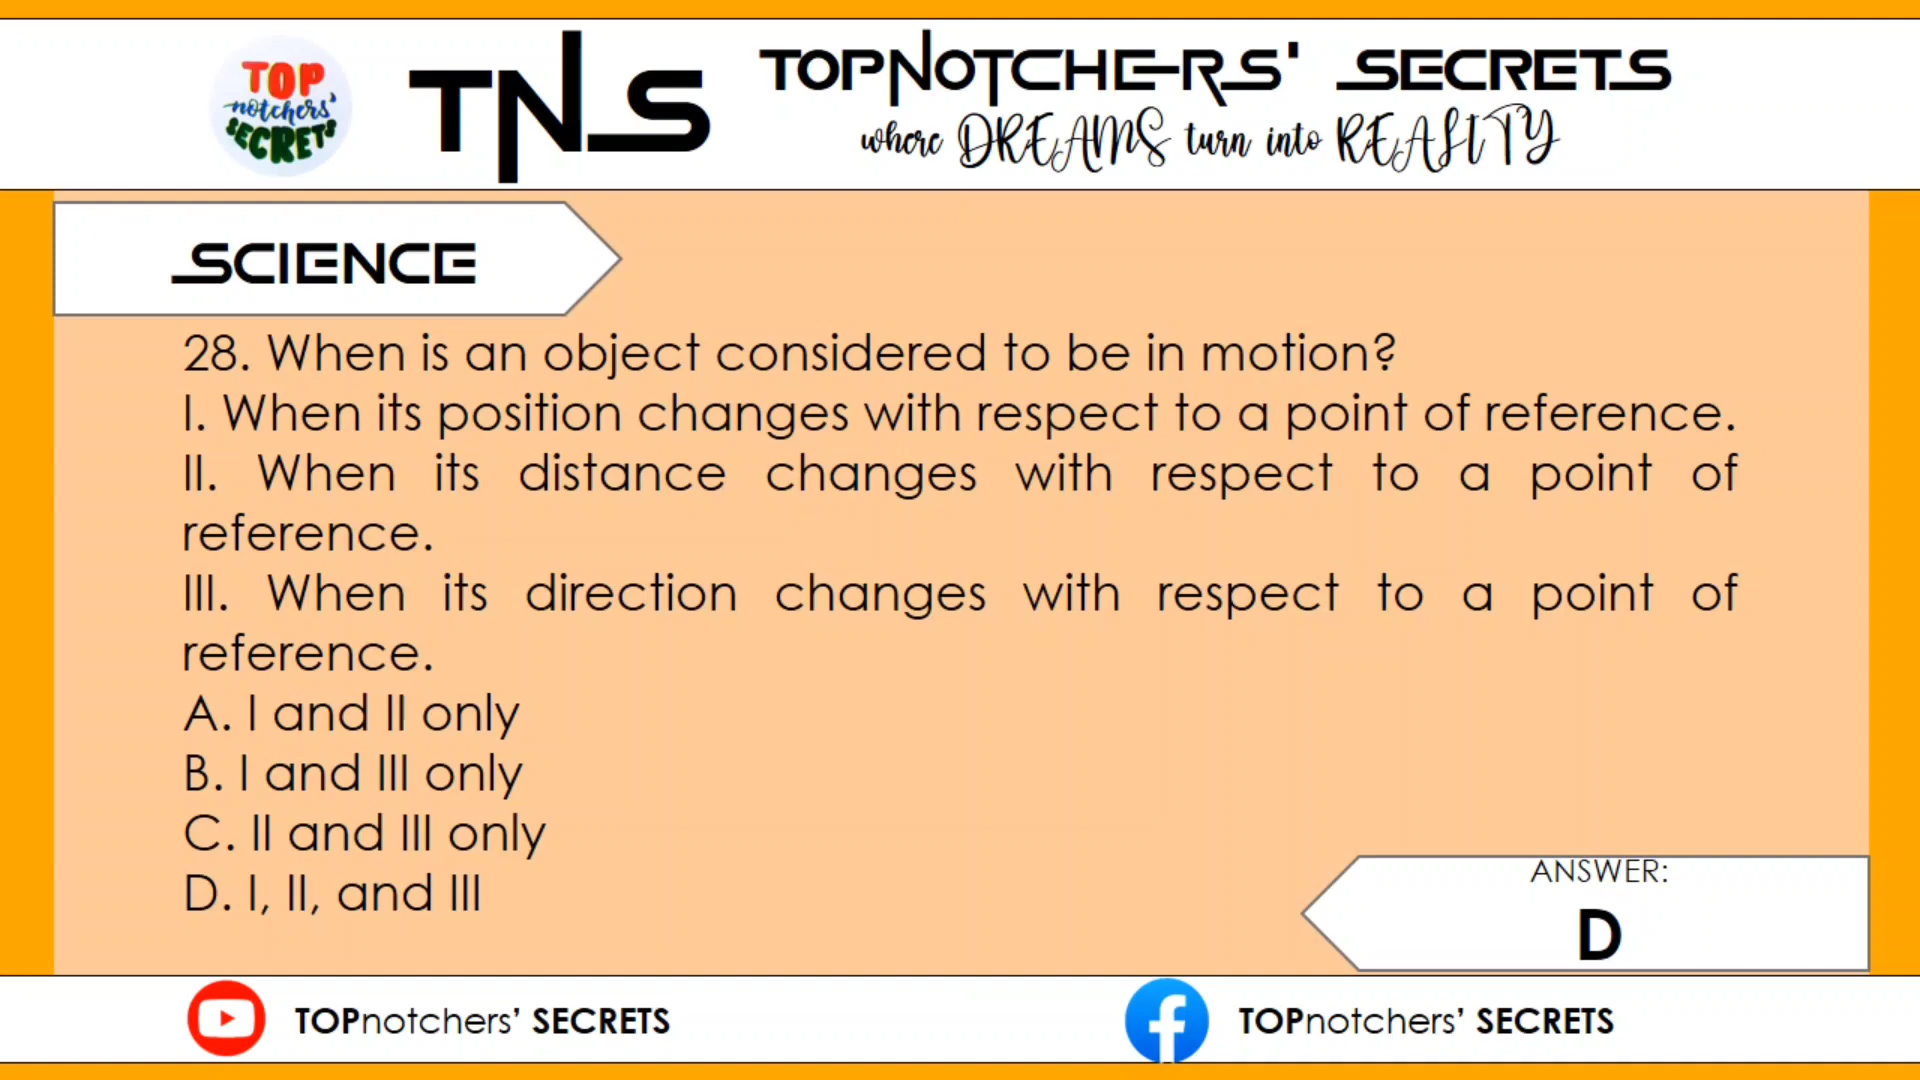 TOP
notchers'
SECRETS
TNS
TOPNOTCHERS' SECRETS
where DREAMS turn into REALITY
SCIENCE
28. When is an object considered to be in motion?
I. When its position changes with respect to a point of reference.
II. When its distance changes with respect to a point of
reference.
III. When its direction changes with respect to a point of
reference.
A. I and II only
B. I and III only
C. II and III only
D. I, II, and III
ANSWER:
D
TOPnotchers’ SECRETS
TOPnotchers’ SECRETS